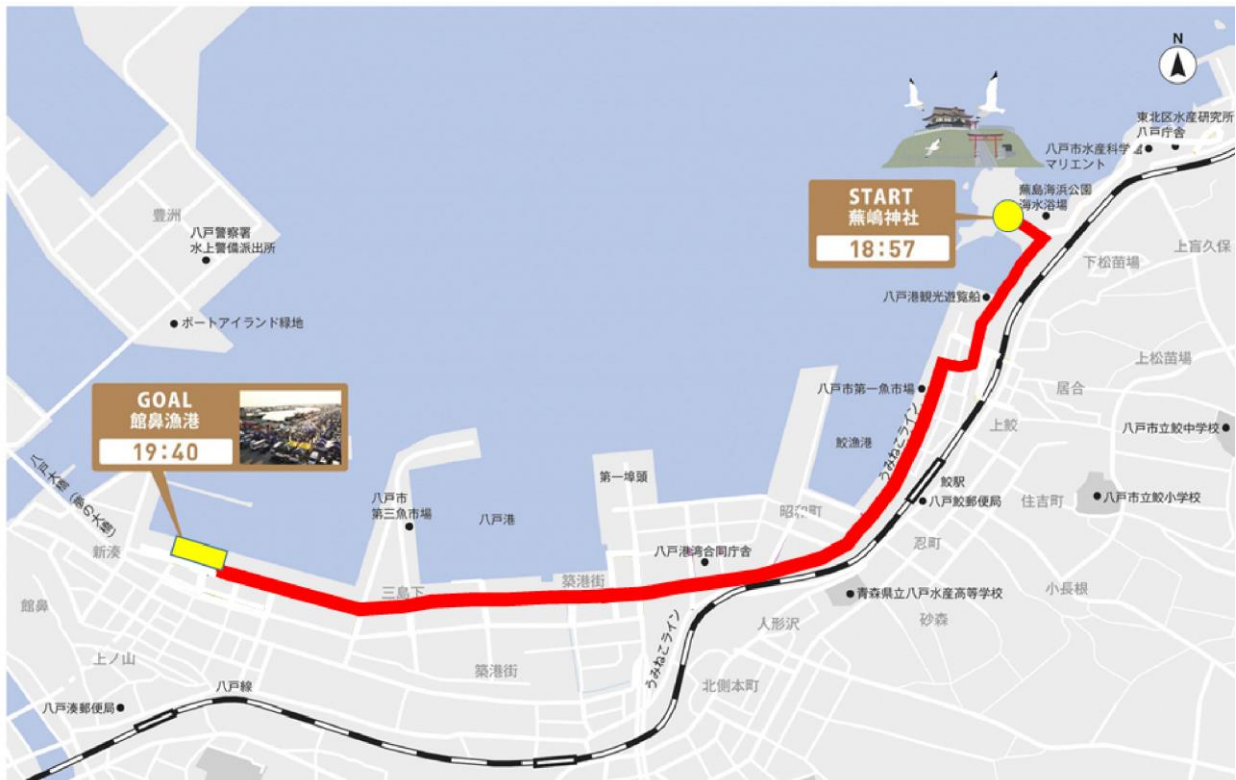 N
東北区水産研究所
八戸庁舎
八戸市水産科学館
マリエント
START
蕪嶋神社
18:57
蕪島海浜公園
海水浴場
豊洲
八戸警察署
水上警備派出所
上盲久保
下松苗場
八戸港観光遊覧船
ポートアイランド緑地
上松苗場
GOAL
館鼻漁港
19:40
八戸市第一魚市場
居合
上鮫
八戸市立鮫中学校
鮫漁港
うみねこライン
八戸大橋
第一埠頭
鮫駅
八戸市
第三魚市場
八戸港
八戸鮫郵便局
住吉町
八戸市立鮫小学校
昭和町
新湊
八戸港湾合同庁舎
忍町
築港街
三島下
青森県立八戸水産高等学校
小長根
館鼻
人形沢
砂森
上ノ山
築港街
うみねこライン
北側本町
八戸線
八戸湊郵便局